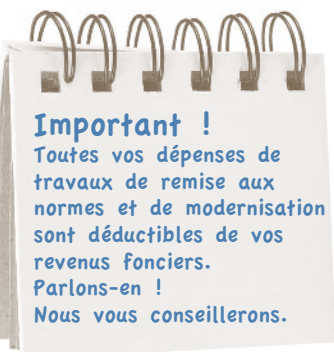 Important !
Toutes vos dépenses de
travaux de remise aux
normes et de modernisation
sont déductibles de vos
revenus fonciers.
Parlons-en !
Nous vous conseillerons.